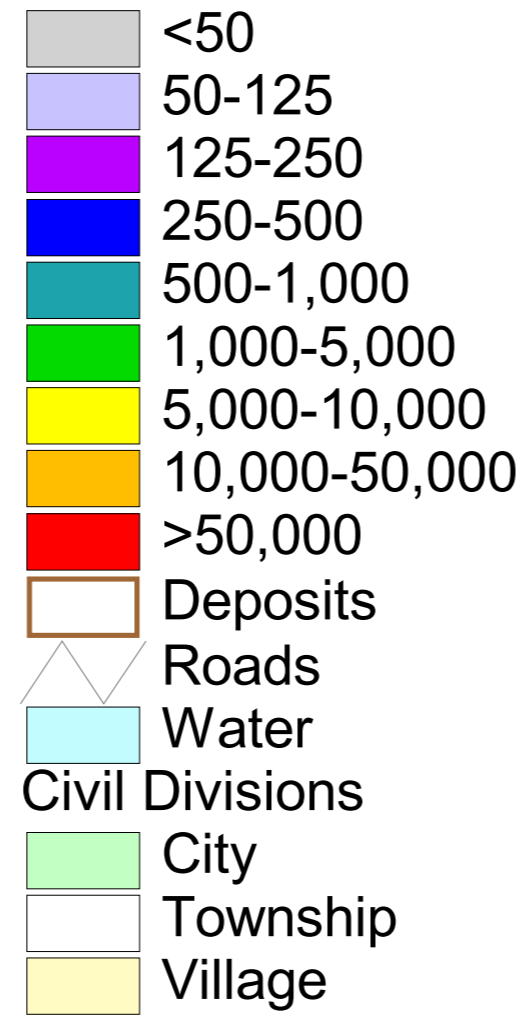 <50
50-125
125-250
250-500
500-1,000
1,000-5,000
5,000-10,000
10,000-50,000
>50,000
Deposits
Roads
Water
Civil Divisions
City
Township
Village